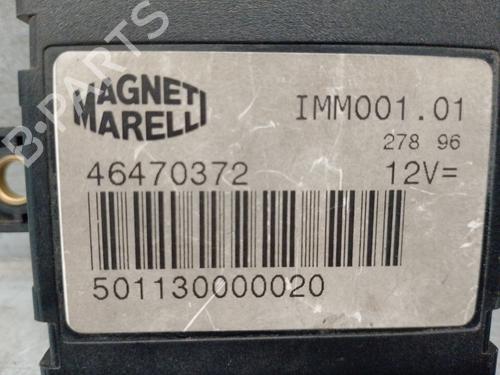 B-PARTS
MAGNETI
MARELLI
IMM001.01
278 96
46470372
12V=
501130000020